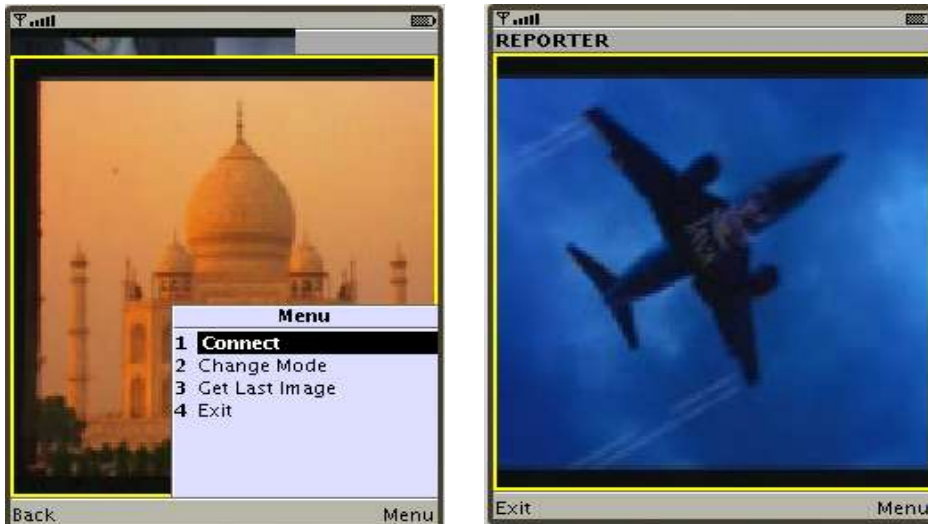 Menu
1 Connect
2 Change Mode
3 Get Last Image
4 Exit
Back Menu
REPORTER
Exit Menu